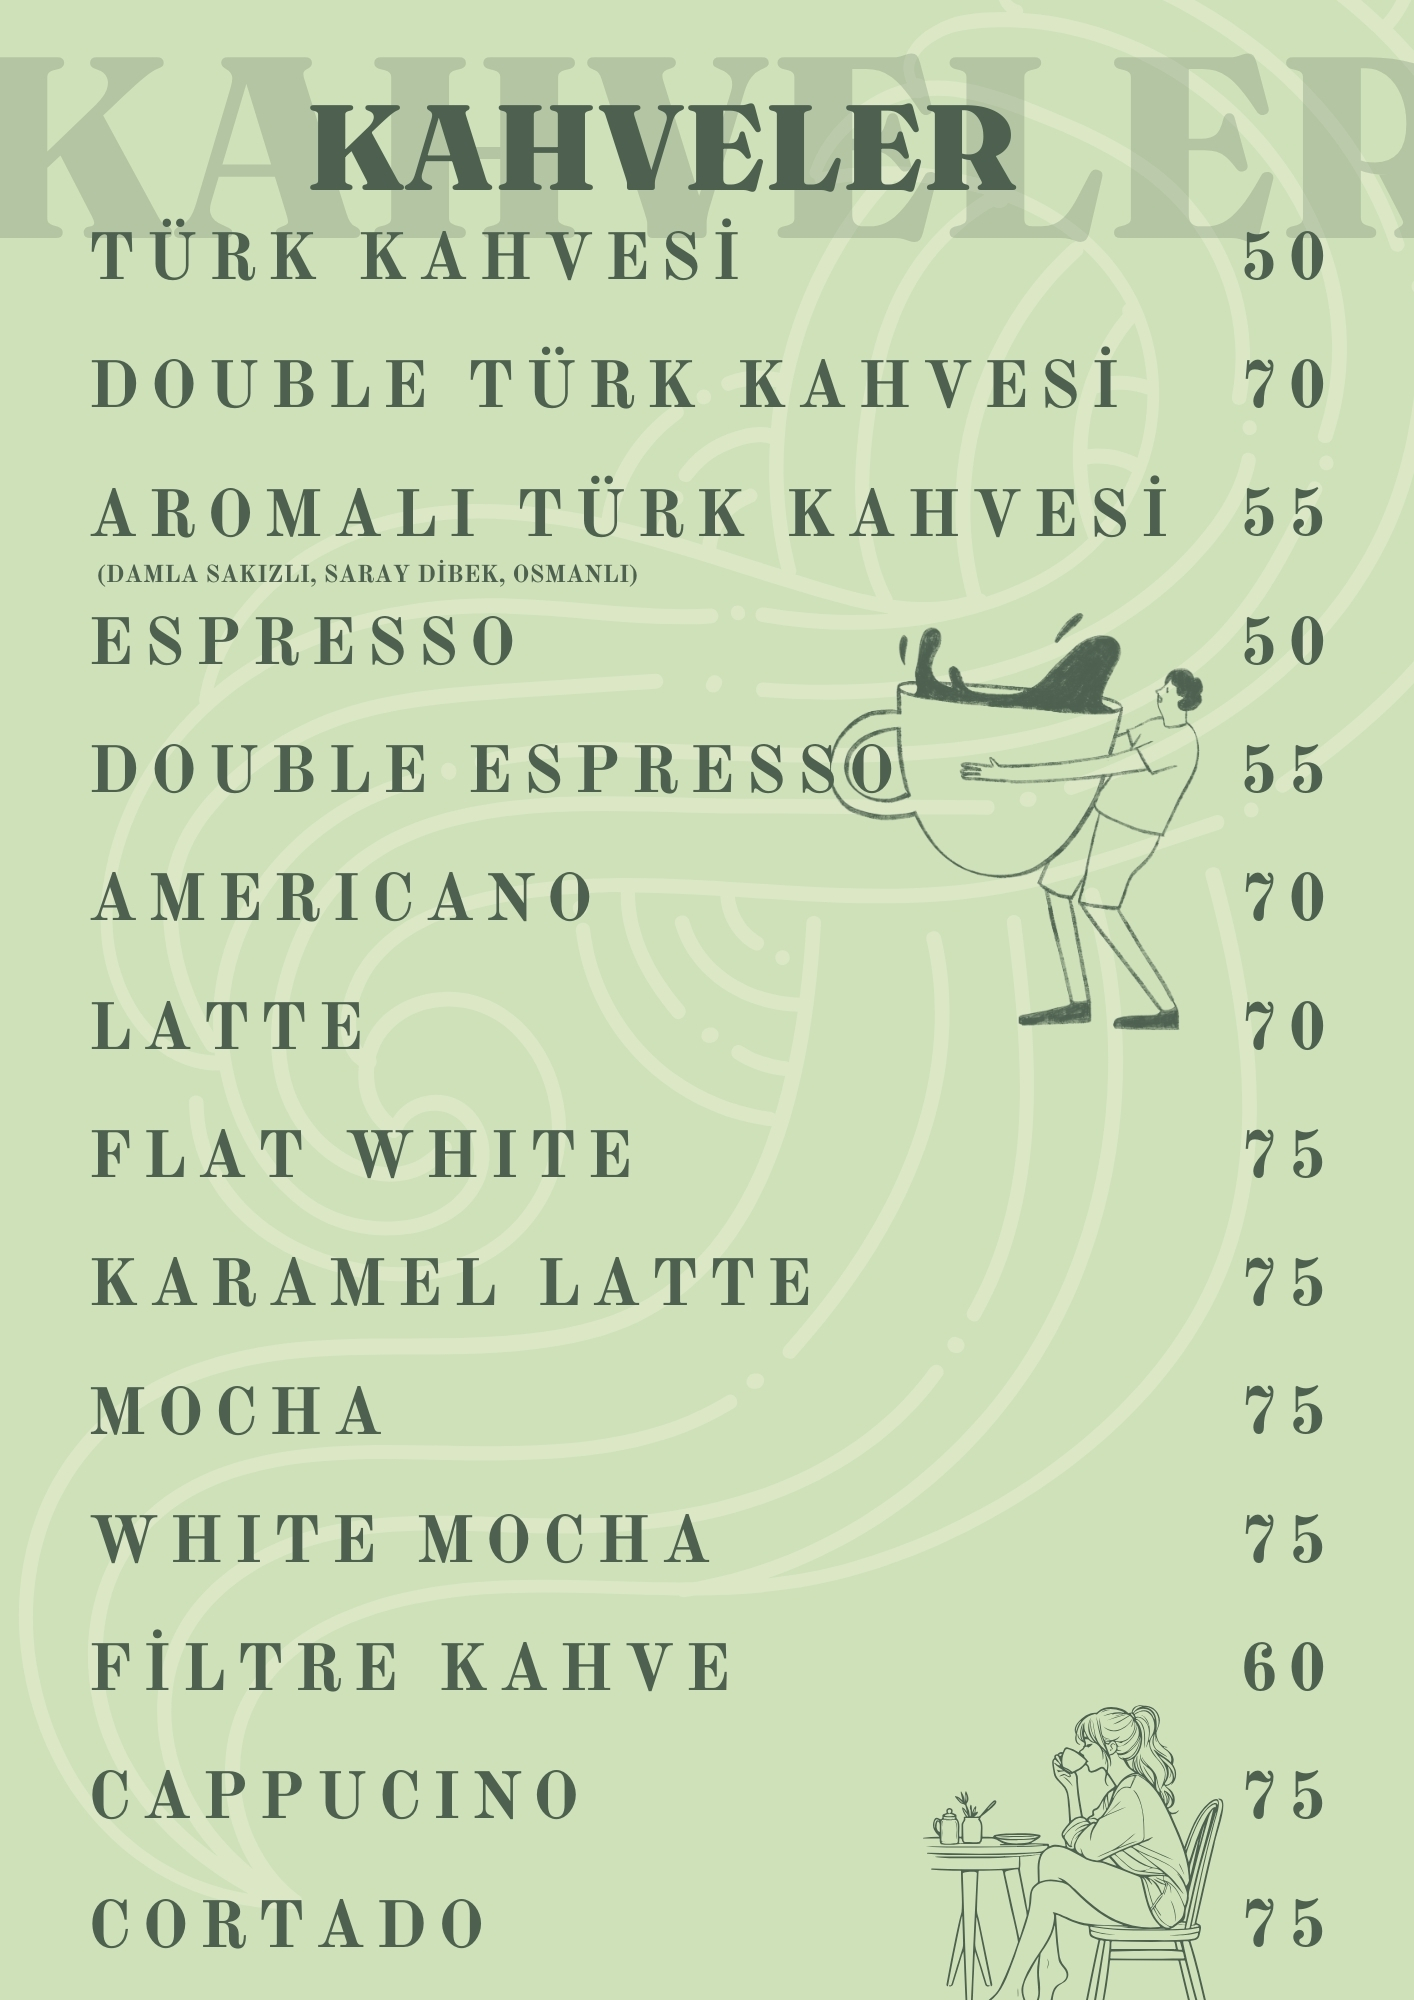 KAHVELER
KAHVELER
TÜRK KAHVESİ 50
DOUBLE TÜRK KAHVESİ 70
AROMALI TÜRK KAHVESİ 55
(DAMLA SAKIZLI, SARAY DİBEK, OSMANLI)
ESPRESSO 50
DOUBLE ESPRESSO 55
AMERICANO 70
LATTE 70
FLAT WHITE 75
KARAMEL LATTE 75
MOCHA 75
WHITE MOCHA 75
FİLTRE KAHVE 60
CAPPUCINO 75
CORTADO 75